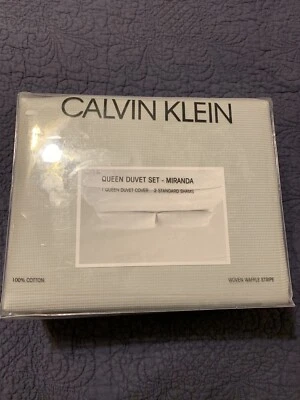 CALVIN KLEIN
QUEEN DUVET SET - MIRANDA
1 QUEEN DUVET COVER 2 STANDARD SHAMS
100% COTTON
WOVEN WAFFLE STRIPE